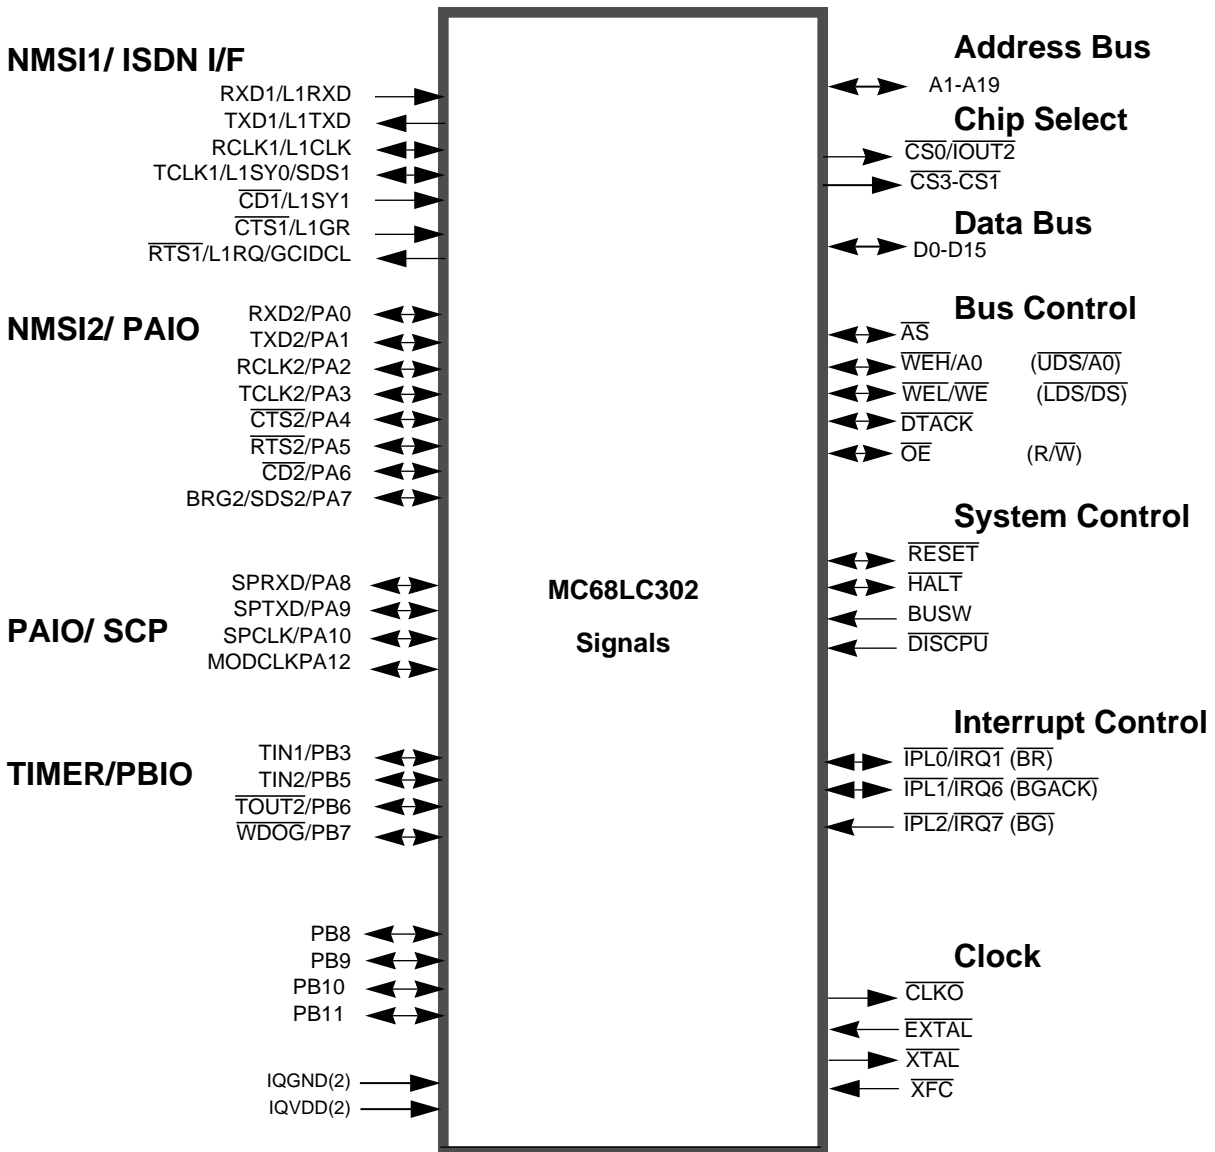 NMSI1/ ISDN I/F
RXD1/L1RXD
TXD1/L1TXD
RCLK1/L1CLK
TCLK1/L1SY0/SDS1
CD1/L1SY1
CTS1/L1GR
RTS1/L1RQ/GCIDCL
NMSI2/ PAIO
RXD2/PA0
TXD2/PA1
RCLK2/PA2
TCLK2/PA3
CTS2/PA4
RTS2/PA5
CD2/PA6
BRG2/SDS2/PA7
PAIO/ SCP
SPRXD/PA8
SPTXD/PA9
SPCLK/PA10
MODCLKPA12
TIMER/PBIO
TIN1/PB3
TIN2/PB5
TOUT2/PB6
WDOG/PB7
PB8
PB9
PB10
PB11
IQGND(2)
IQVDD(2)
MC68LC302
Signals
Address Bus
A1-A19
Chip Select
CS0/IOUT2
CS3-CS1
Data Bus
D0-D15
Bus Control
AS
WEH/A0 (UDS/A0)
WEL/WE (LDS/DS)
DTACK
OE (R/W)
System Control
RESET
HALT
BUSW
DISCPU
Interrupt Control
IPL0/IRQ1 (BR)
IPL1/IRQ6 (BGACK)
IPL2/IRQ7 (BG)
Clock
CLKO
EXTAL
XTAL
XFC